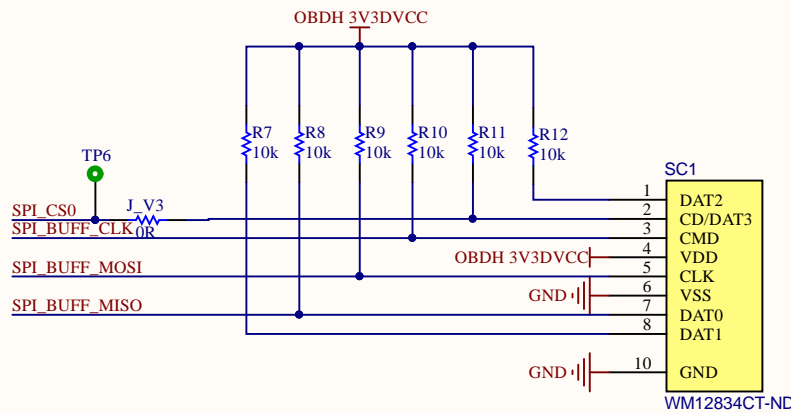 OBDH 3V3DVCC
R7
10k
R8
10k
R9
10k
R10
10k
R11
10k
R12
10k
TP6
J_V3
0R
SPI_CS0
SPI_BUFF_CLK
SPI_BUFF_MOSI
SPI_BUFF_MISO
OBDH 3V3DVCC
GND
GND
SC1
1 DAT2
2 CD/DAT3
3 CMD
4 VDD
5 CLK
6 VSS
7 DAT0
8 DAT1
10 GND
WM12834CT-ND